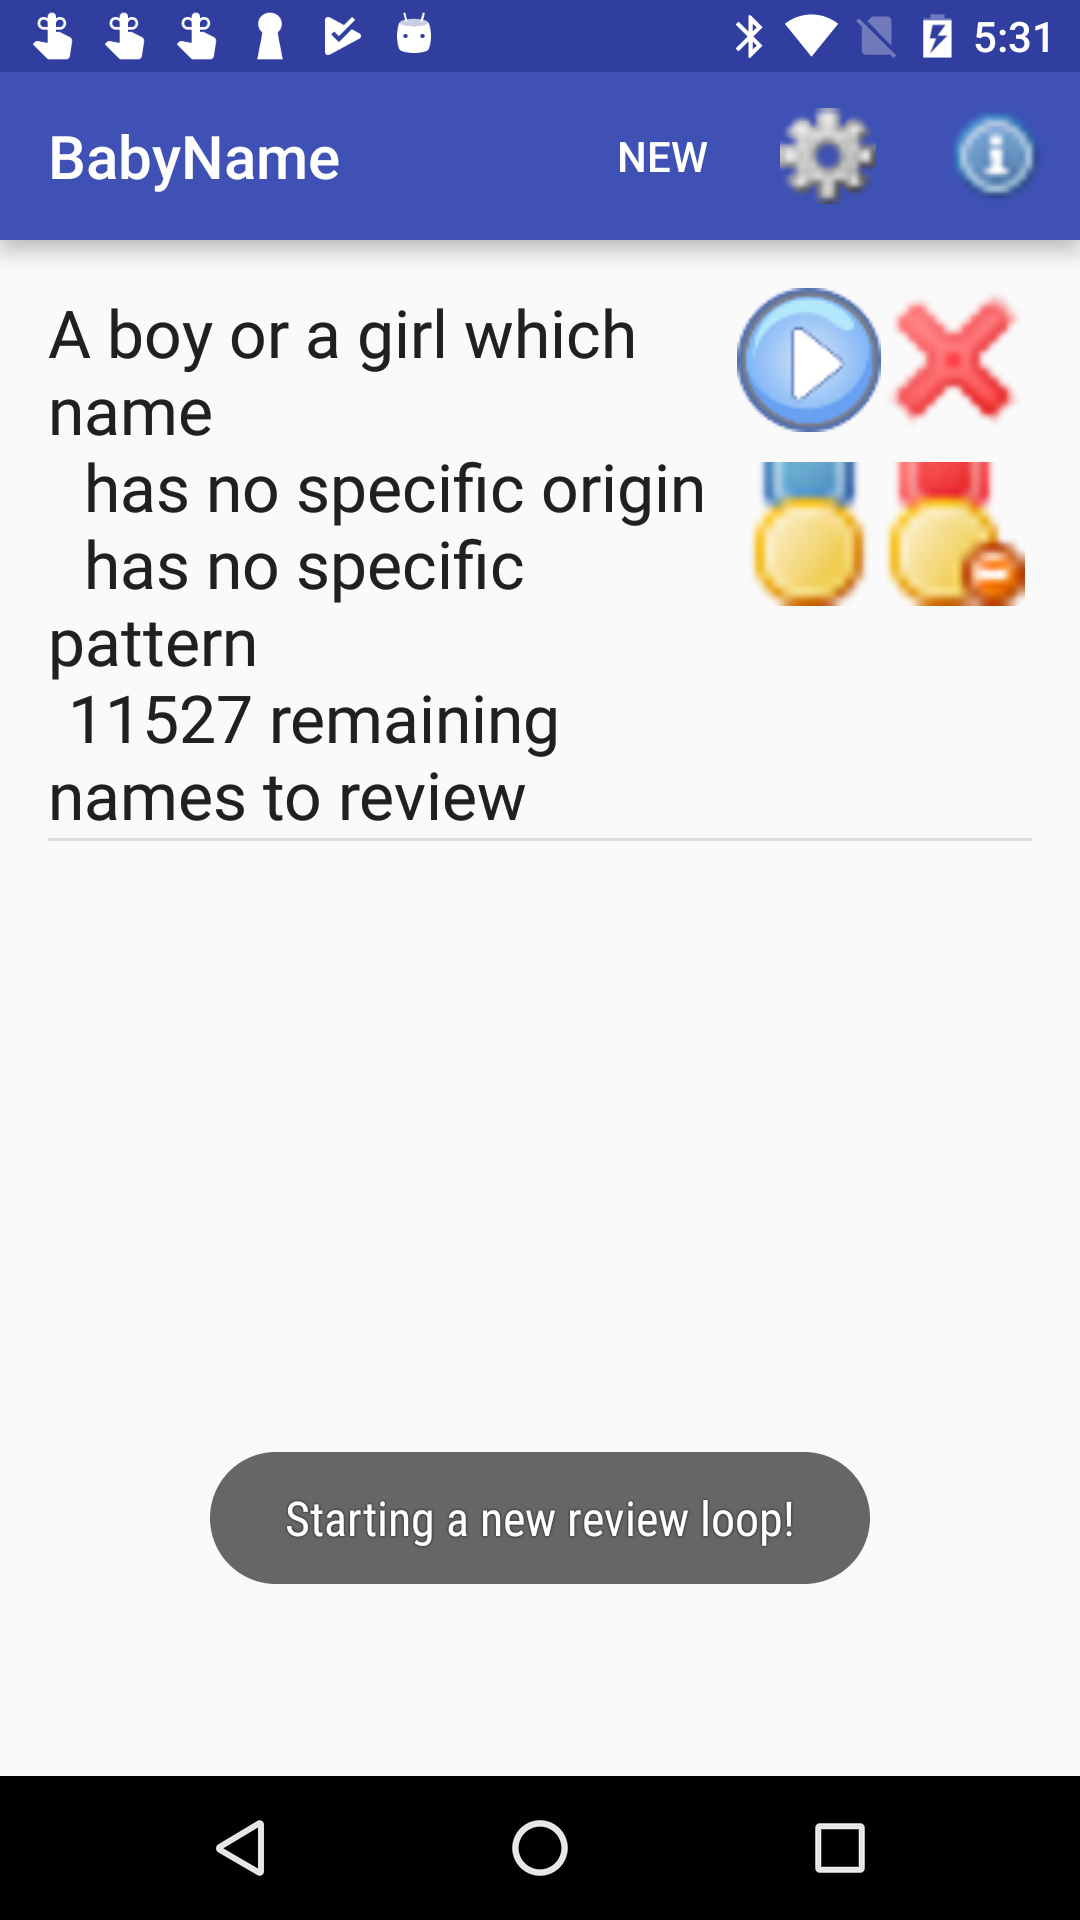 5:31
BabyName NEW
A boy or a girl which
name
has no specific origin
has no specific
pattern
11527 remaining
names to review
Starting a new review loop!